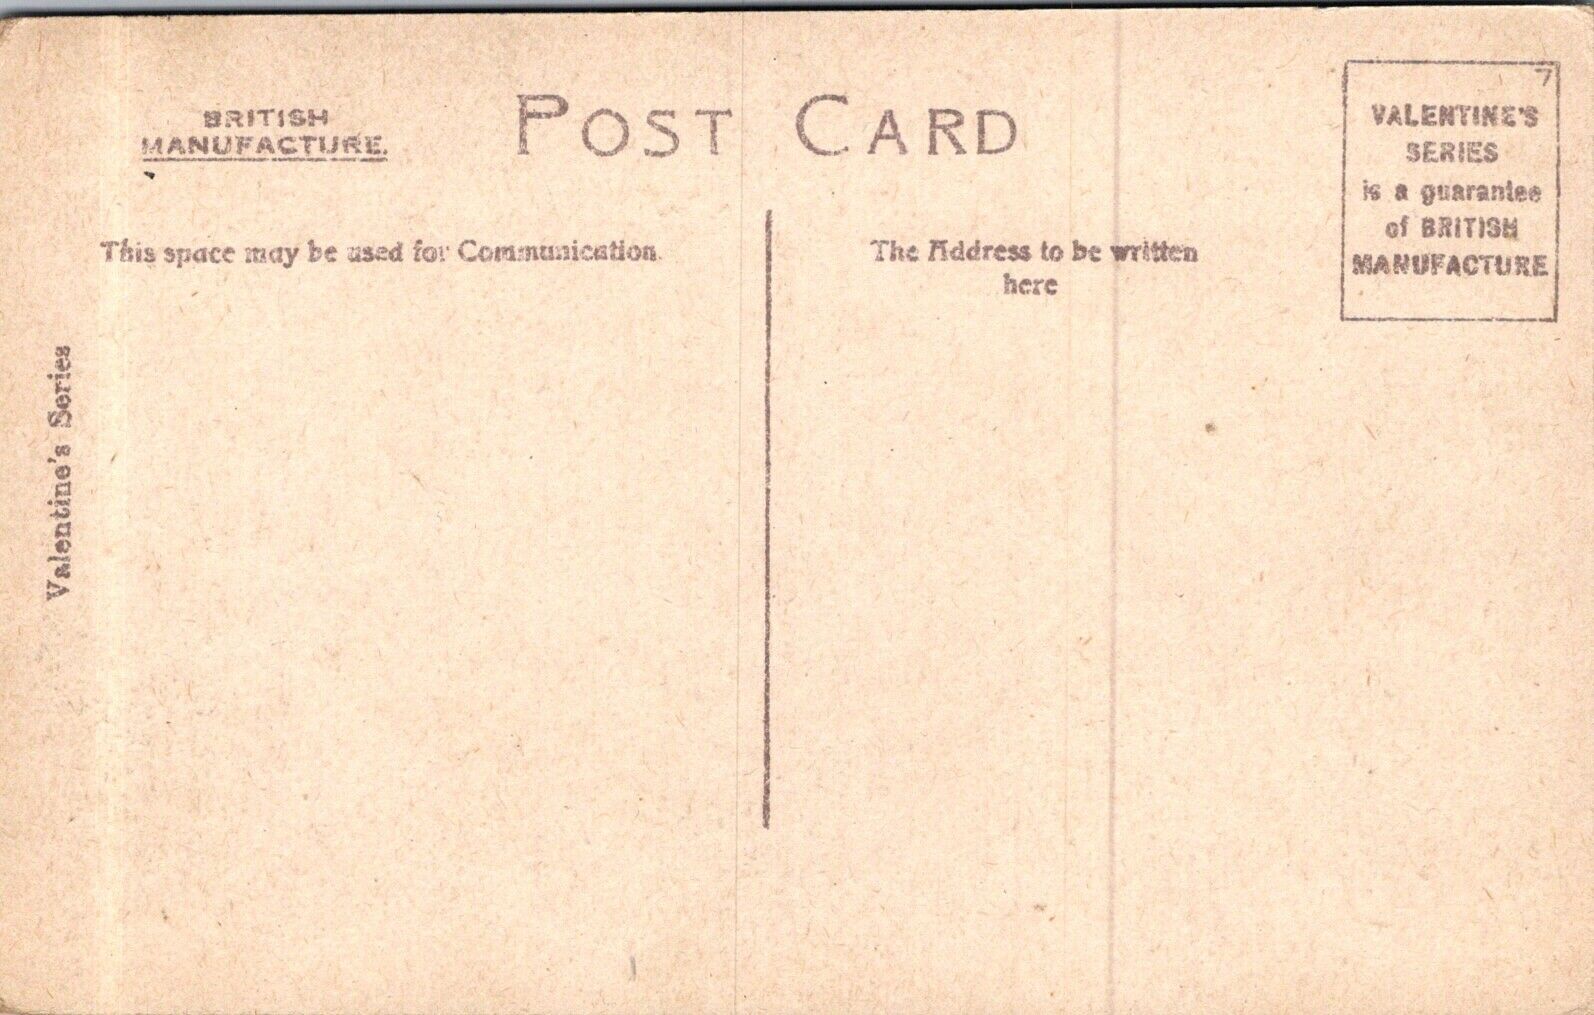 BRITISH
MANUFACTURE.
POST CARD
7
VALENTINE'S
SERIES
is a guarantee
of BRITISH
MANUFACTURE
This space may be used for Communication.
The Address to be written
here
Valentine's Series